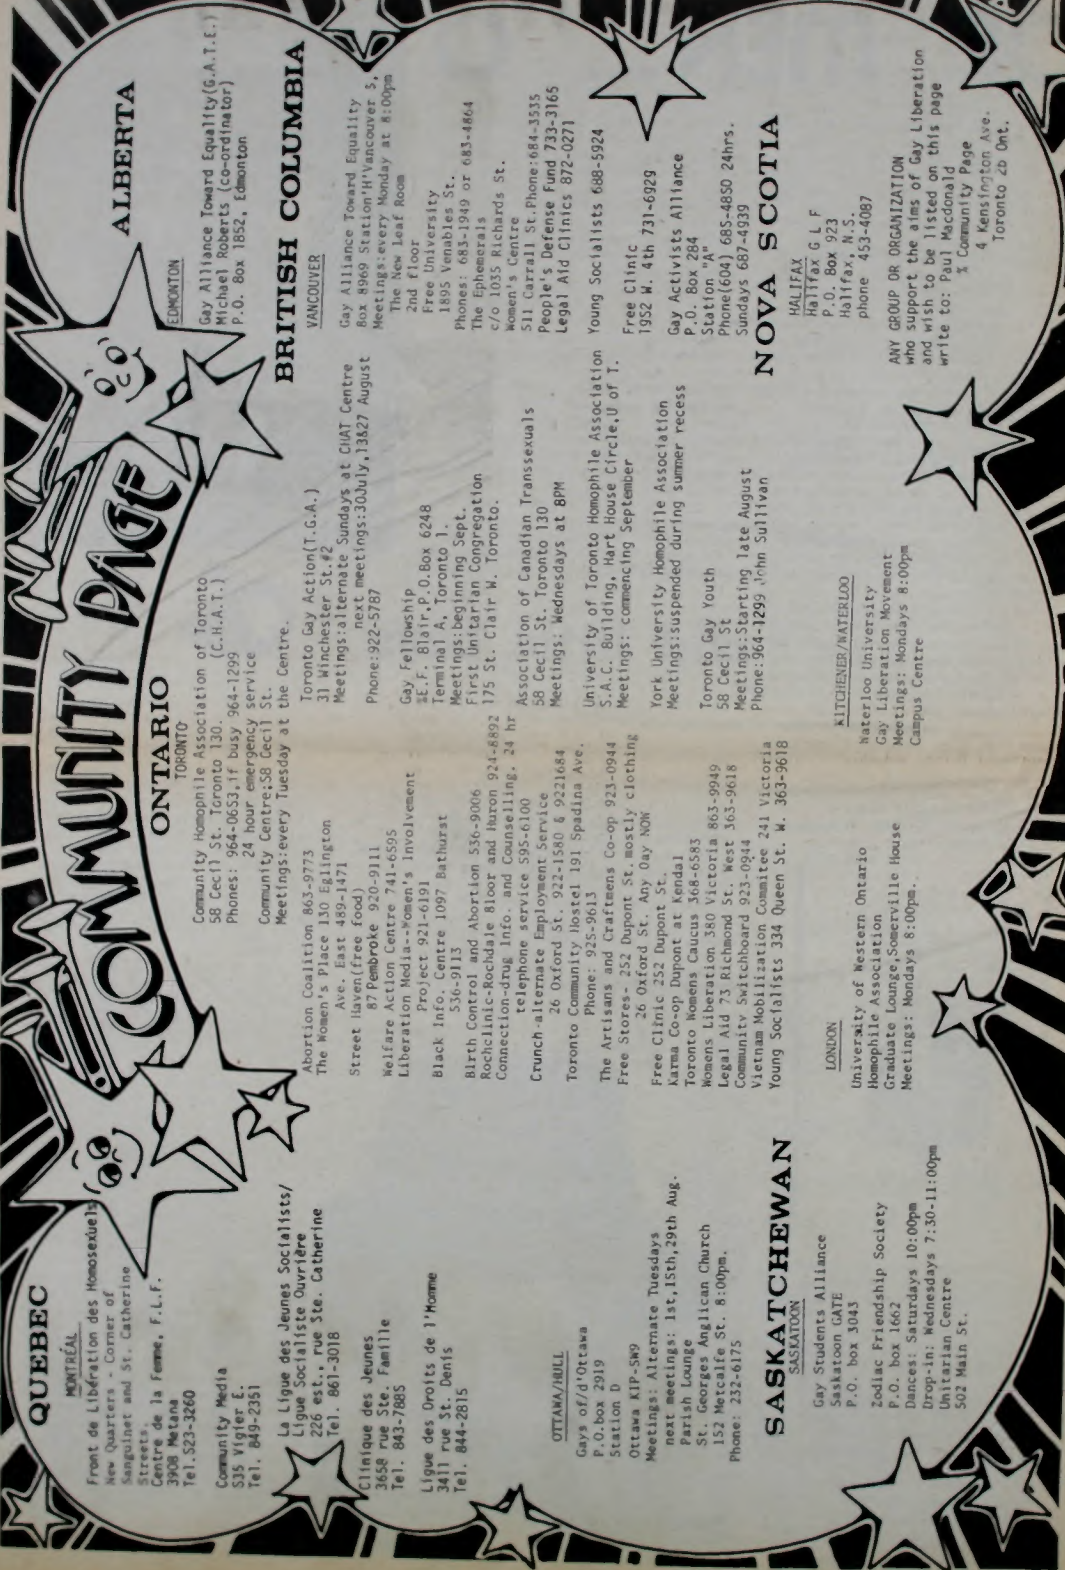 COMMUNITY PAGE
QUEBEC
MONTRÉAL
Front de Libération des Homosexuels
New Quarters - Corner of
Sanguinet and St. Catherine
Streets.
Centre de la Femme, F.L.F.
3908 Metana
Tel.523-3260
Community Media
535 Vigier E.
Tel. 849-2351
La Ligue des Jeunes Socialists/
Ligue Socialiste Ouvrière
226 est., rue Ste. Catherine
Tel. 861-3018
Clinique des Jeunes
3658 rue Ste. Famille
Tel. 843-7885
Ligue des Droits de l'Homme
3411 rue St. Denis
Tel. 844-2815
ONTARIO
TORONTO
Community Homophile Association of Toronto
58 Cecil St. Toronto 130. (C.H.A.T.)
Phones: 964-0653,if busy 964-1299
24 hour emergency service
Community Centre;58 Cecil St.
Meetings:every Tuesday at the Centre.
Abortion Coalition 863-9773
The Women's Place 130 Eglington
Ave. East 489-1471
Street Haven(free food)
87 Pembroke 920-9111
Welfare Action Centre 741-6595
Liberation Media--Women's Involvement
Project 921-6191
Black Info. Centre 1097 Bathurst
536-9113
Birth Control and Abortion 536-9006
Rochclinic-Rochdale Bloor and Huron 924-8892
Connection-drug Info. and Counselling. 24 hr
telephone service 595-6100
Crunch-alternate Employment Service
26 Oxford St. 922-1580 & 9221684
Toronto Community Hostel 191 Spadina Ave.
Phone: 925-9613
The Artisans and Craftmens Co-op 923-0944
Free Stores- 252 Dupont St.mostly clothing
26 Oxford St. Any Day NOW
Free Clinic 252 Dupont St.
Karma Co-op Dupont at Kendal
Toronto Womens Caucus 368-6583
Womens Liberation 380 Victoria 863-9949
Legal Aid 73 Richmond St. West 363-9618
Community Switchboard 923-0944
Vietnam Mobilization Commitee 241 Victoria
Young Socialists 334 Queen St. W. 363-9618
Toronto Gay Action(T.G.A.)
31 Winchester St.#2
Meetings:alternate Sundays at CHAT Centre
next meetings:30July,13&27 August
Phone:922-5787
Gay Fellowship
%E.F. Blair,P.O.Box 6248
Terminal A, Toronto 1.
Meetings:beginning Sept.
First Unitarian Congregation
175 St. Clair W. Toronto.
Association of Canadian Transsexuals
58 Cecil St. Toronto 130
Meetings: Wednesdays at 8PM
University of Toronto Homophile Association
S.A.C. Building, Hart House Circle,U of T.
Meetings: commencing September
York University Homophile Association
Meetings:suspended during summer recess
Toronto Gay Youth
58 Cecil St
Meetings:Starting late August
Phone:964-1299 John Sullivan
ALBERTA
EDMONTON
Gay Alliance Toward Equality(G.A.T.E.)
Michael Roberts (co-ordinator)
P.O. Box 1852, Edmonton
BRITISH COLUMBIA
VANCOUVER
Gay Alliance Toward Equality
Box 8969 Station'H'Vancouver 5,
Meetings:every Monday at 8:00pm
The New Leaf Room
2nd Floor
Free University
1895 Venables St.
Phones: 683-1949 or 683-4864
The Ephemerals
c/o 1035 Richards St.
Women's Centre
511 Carrall St.Phone:684-3535
People's Defense Fund 733-3165
Legal Aid Clinics 872-0271
Young Socialists 688-5924
Free Clinic
1952 W. 4th 731-6929
Gay Activists Alliance
P.O. Box 284
Station "A"
Phone(604) 685-4850 24hrs.
Sundays 687-4939
OTTAWA/HULL
Gays of/d'Ottawa
P.O.box 2919
Station D
Ottawa K1P-5W9
Meetings: Alternate Tuesdays
next meetings: 1st,15th,29th Aug.
Parish Lounge
St. Georges Anglican Church
152 Metcalfe St. 8:00pm.
Phone: 232-6175
SASKATCHEWAN
SASKATOON
Gay Students Alliance
Saskatoon GATE
P.O. box 3043
Zodiac Friendship Society
P.O. box 1662
Dances: Saturdays 10:00pm
Drop-in: Wednesdays 7:30-11:00pm
Unitarian Centre
502 Main St.
LONDON
University of Western Ontario
Homophile Association
Graduate Lounge,Somerville House
Meetings: Mondays 8:00pm.
KITCHENER/WATERLOO
Waterloo University
Gay Liberation Movement
Meetings: Mondays 8:00pm
Campus Centre
NOVA SCOTIA
HALIFAX
Halifax G L F
P.O. Box 923
Halifax, N.S.
phone 453-4087
ANY GROUP OR ORGANIZATION
who support the aims of Gay Liberation
and wish to be listed on this page
write to: Paul Macdonald
% Community Page
4 Kensington Ave.
Toronto 2b Ont.